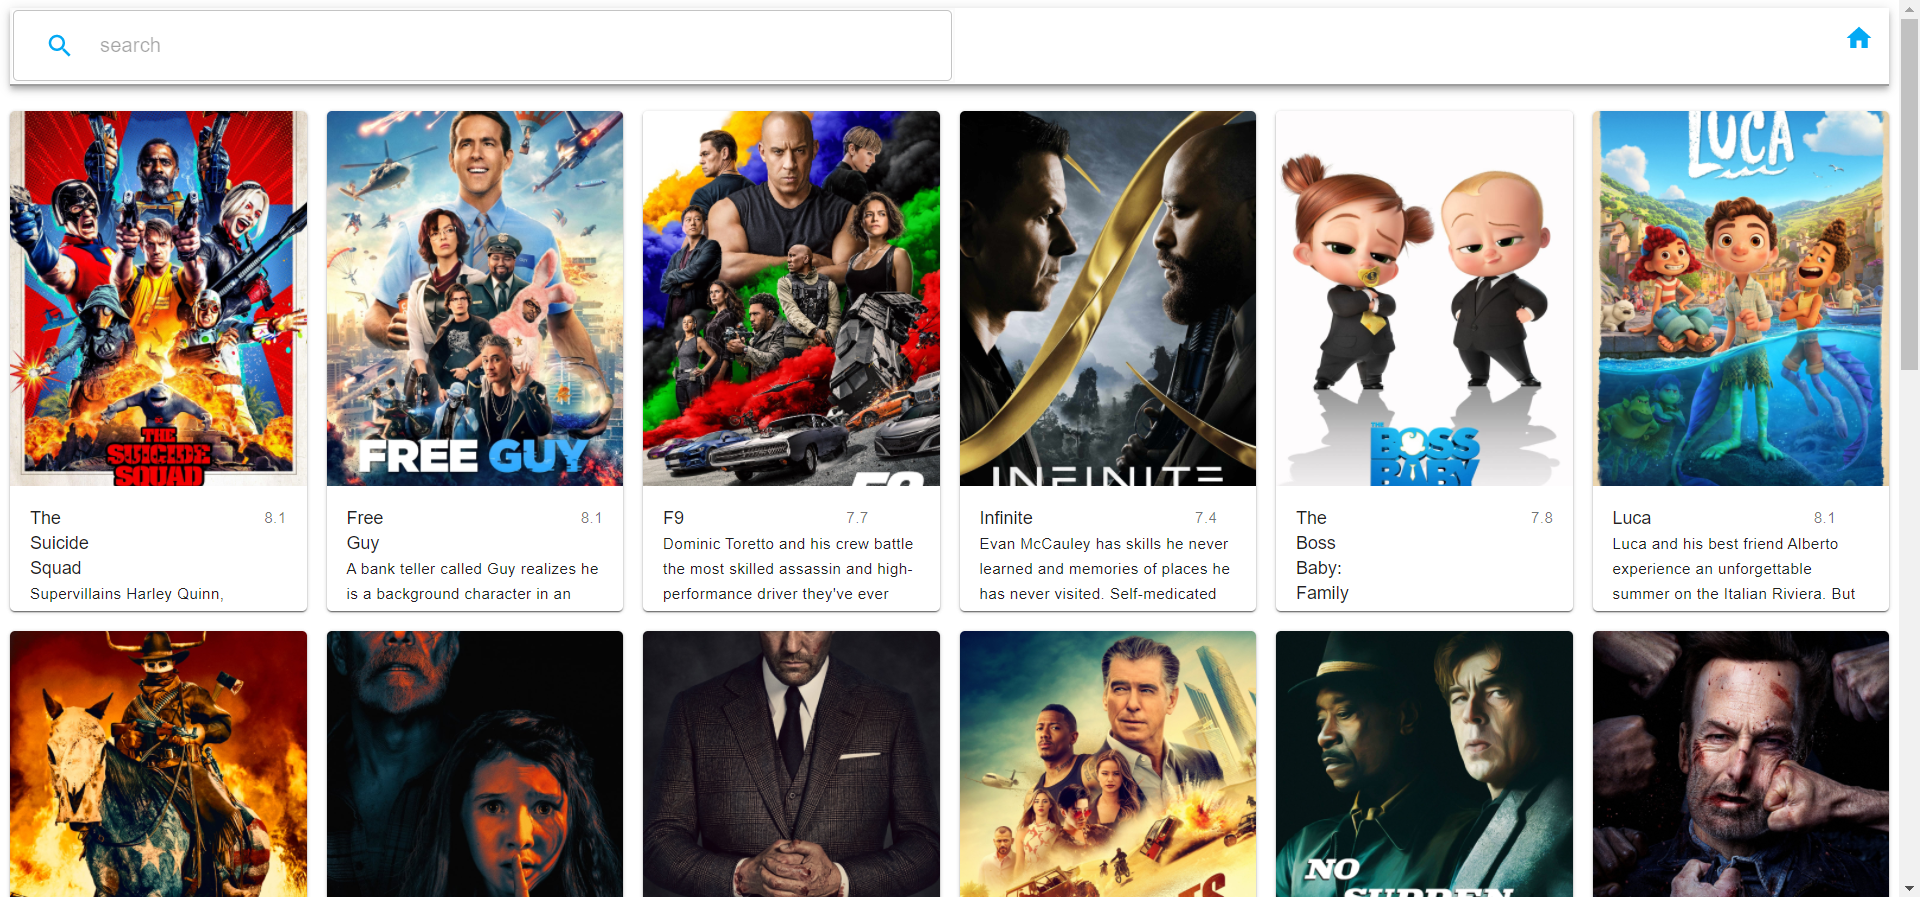 search
LUCA
THE
SUICIDE
SQUAD
FREE GUY
F9
INFINITE
THE
BOSS
BABY
The
Suicide
Squad
8.1
Supervillains Harley Quinn,
Free
Guy
8.1
A bank teller called Guy realizes he
is a background character in an
F9
7.7
Dominic Toretto and his crew battle
the most skilled assassin and high-
performance driver they've ever
Infinite
7.4
Evan McCauley has skills he never
learned and memories of places he
has never visited. Self-medicated
The
Boss
Baby:
Family
7.8
Luca
8.1
Luca and his best friend Alberto
experience an unforgettable
summer on the Italian Riviera. But
NO
SUDDEN